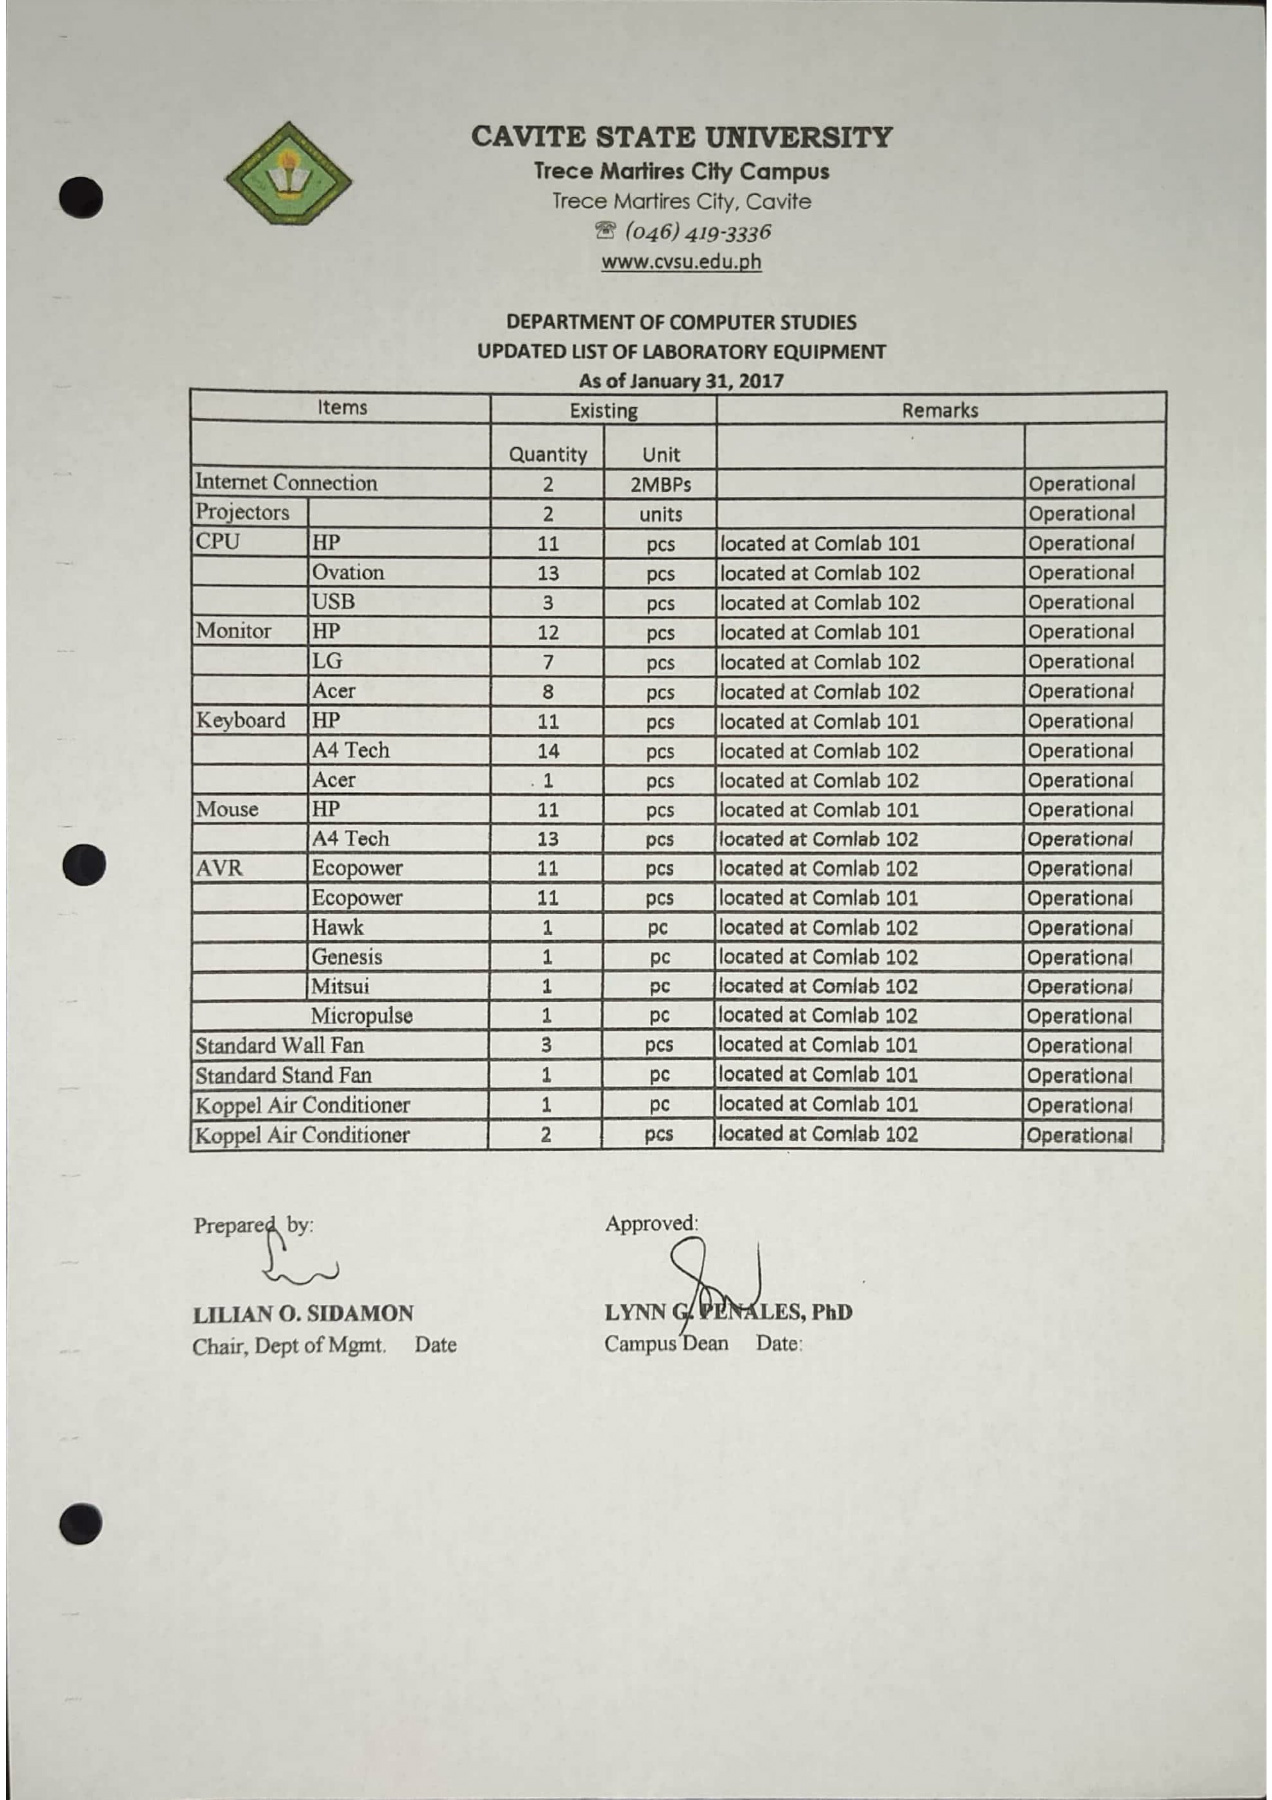 CAVITE STATE UNIVERSITY
Trece Martires City Campus
Trece Martires City, Cavite
☏ (046) 419-3336
www.cvsu.edu.ph
DEPARTMENT OF COMPUTER STUDIES
UPDATED LIST OF LABORATORY EQUIPMENT
As of January 31, 2017
Items Existing Remarks
Quantity Unit
Internet Connection 2 2MBPs Operational
Projectors 2 units Operational
CPU HP 11 pcs located at Comlab 101 Operational
Ovation 13 pcs located at Comlab 102 Operational
USB 3 pcs located at Comlab 102 Operational
Monitor HP 12 pcs located at Comlab 101 Operational
LG 7 pcs located at Comlab 102 Operational
Acer 8 pcs located at Comlab 102 Operational
Keyboard HP 11 pcs located at Comlab 101 Operational
A4 Tech 14 pcs located at Comlab 102 Operational
Acer 1 pcs located at Comlab 102 Operational
Mouse HP 11 pcs located at Comlab 101 Operational
A4 Tech 13 pcs located at Comlab 102 Operational
AVR Ecopower 11 pcs located at Comlab 102 Operational
Ecopower 11 pcs located at Comlab 101 Operational
Hawk 1 pc located at Comlab 102 Operational
Genesis 1 pc located at Comlab 102 Operational
Mitsui 1 pc located at Comlab 102 Operational
Micropulse 1 pc located at Comlab 102 Operational
Standard Wall Fan 3 pcs located at Comlab 101 Operational
Standard Stand Fan 1 pc located at Comlab 101 Operational
Koppel Air Conditioner 1 pc located at Comlab 101 Operational
Koppel Air Conditioner 2 pcs located at Comlab 102 Operational
Prepared by: Approved:
LILIAN O. SIDAMON LYNN G. PENALES, PhD
Chair, Dept of Mgmt. Date Campus Dean Date: